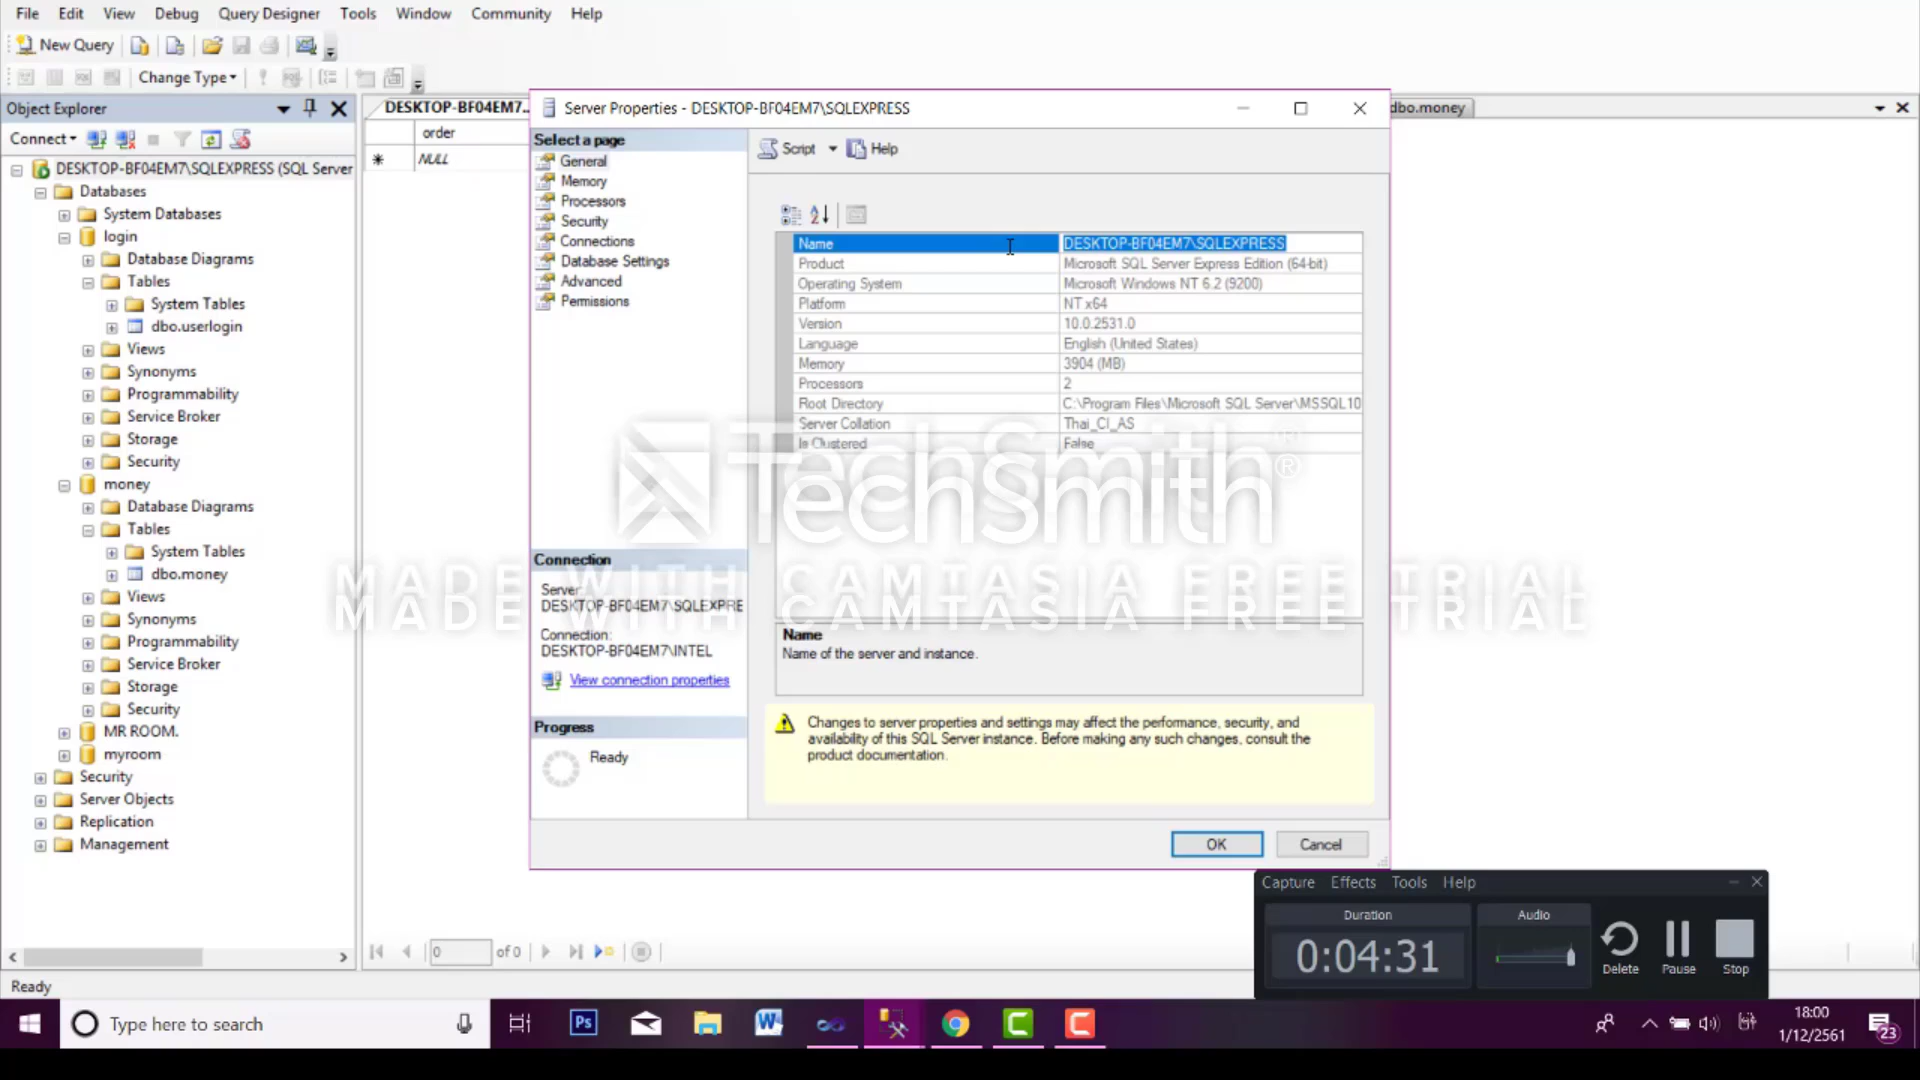 File Edit View Debug Query Designer Tools Window Community Help
New Query
Change Type
Object Explorer
Connect
DESKTOP-BF04EM7\SQLEXPRESS (SQL Server
Databases
System Databases
login
Database Diagrams
Tables
System Tables
dbo.userlogin
Views
Synonyms
Programmability
Service Broker
Storage
Security
money
Database Diagrams
Tables
System Tables
dbo.money
Views
Synonyms
Programmability
Service Broker
Storage
Security
MR ROOM.
myroom
Security
Server Objects
Replication
Management
Ready
DESKTOP-BF04EM7... dbo.money
order
NULL
0 of 0
Server Properties - DESKTOP-BF04EM7\SQLEXPRESS
Select a page
General
Memory
Processors
Security
Connections
Database Settings
Advanced
Permissions
Connection
Server:
DESKTOP-BF04EM7\SQLEXPRE
Connection:
DESKTOP-BF04EM7\INTEL
View connection properties
Progress
Ready
Script Help
Name DESKTOP-BF04EM7\SQLEXPRESS
Product Microsoft SQL Server Express Edition (64-bit)
Operating System Microsoft Windows NT 6.2 (9200)
Platform NT x64
Version 10.0.2531.0
Language English (United States)
Memory 3904 (MB)
Processors 2
Root Directory C:\Program Files\Microsoft SQL Server\MSSQL10
Server Collation Thai_CI_AS
Is Clustered False
Name
Name of the server and instance.
Changes to server properties and settings may affect the performance, security, and
availability of this SQL Server instance. Before making any such changes, consult the
product documentation.
OK Cancel
TechSmith®
MADE WITH CAMTASIA FREE TRIAL
MADE WITH CAMTASIA FREE TRIAL
Capture Effects Tools Help
Duration Audio
0:04:31
Delete Pause Stop
Type here to search
Ps
18:00
1/12/2561
23